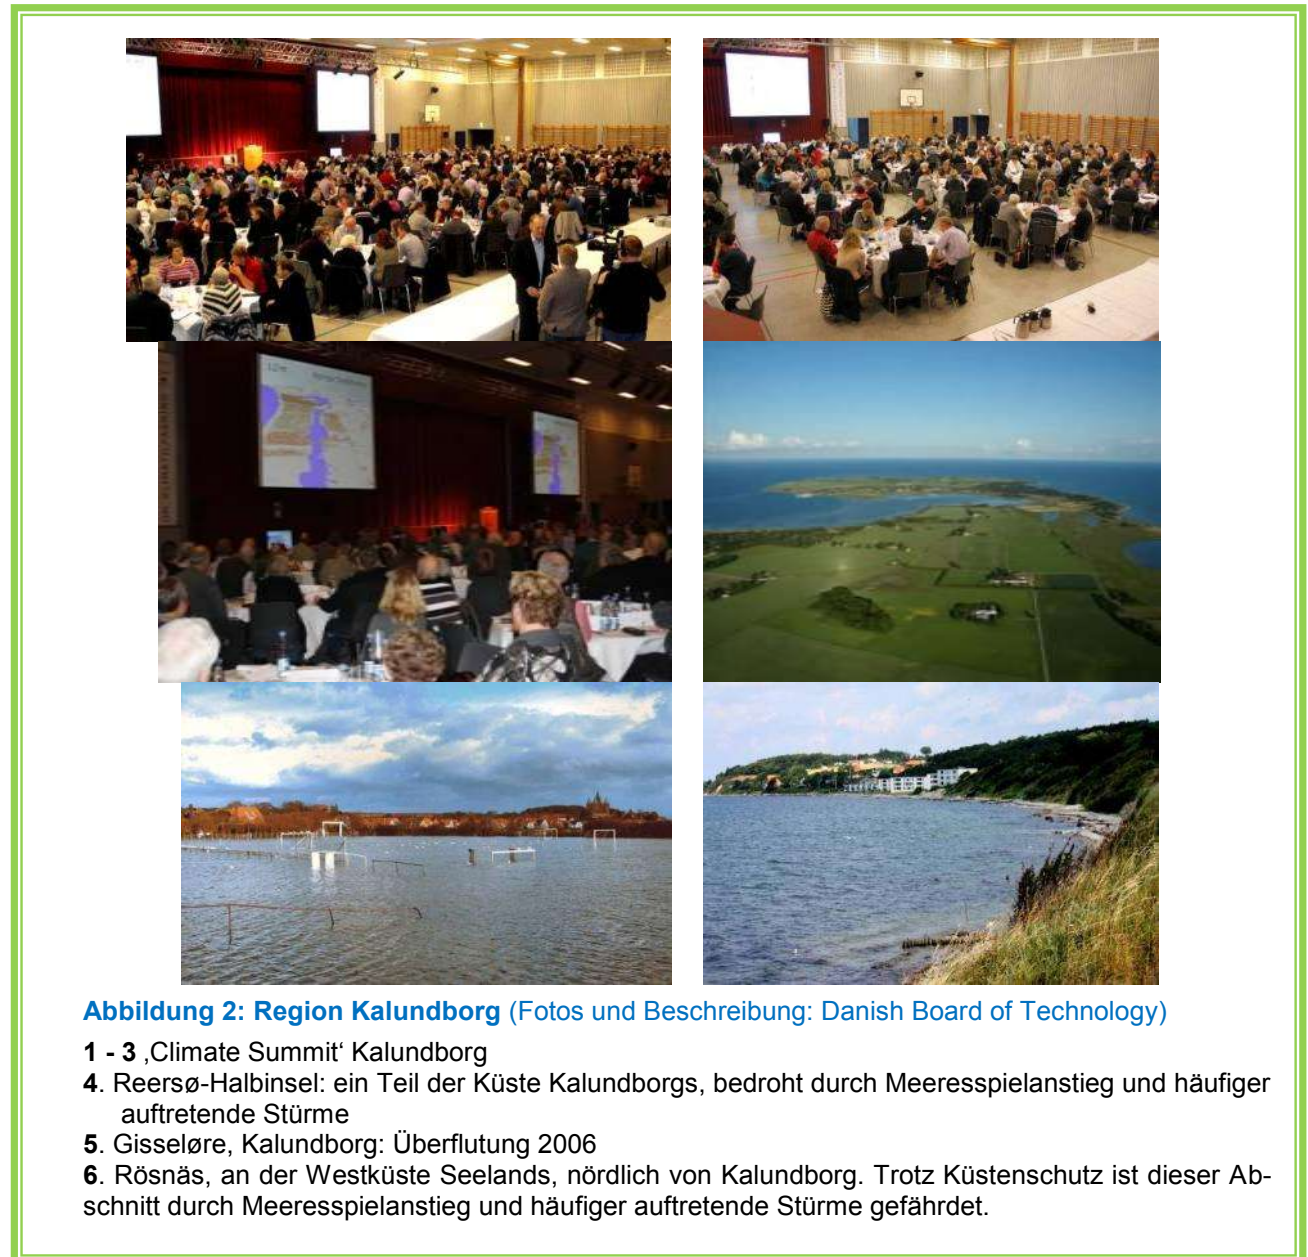 Abbildung 2: Region Kalundborg (Fotos und Beschreibung: Danish Board of Technology)
1 - 3 ‚Climate Summit‘ Kalundborg
4. Reersø-Halbinsel: ein Teil der Küste Kalundborgs, bedroht durch Meeresspielanstieg und häufiger
auftretende Stürme
5. Gisseløre, Kalundborg: Überflutung 2006
6. Rösnäs, an der Westküste Seelands, nördlich von Kalundborg. Trotz Küstenschutz ist dieser Ab-
schnitt durch Meeresspielanstieg und häufiger auftretende Stürme gefährdet.